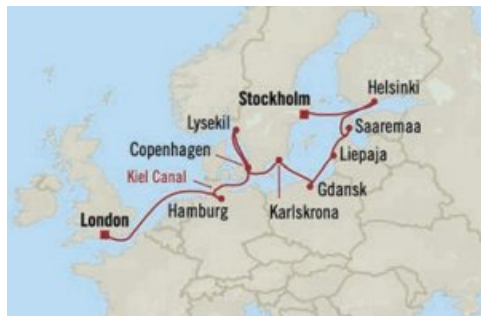 Helsinki
Stockholm
Saaremaa
Lysekil
Liepaja
Copenhagen
Kiel Canal
Gdansk
Hamburg
Karlskrona
London